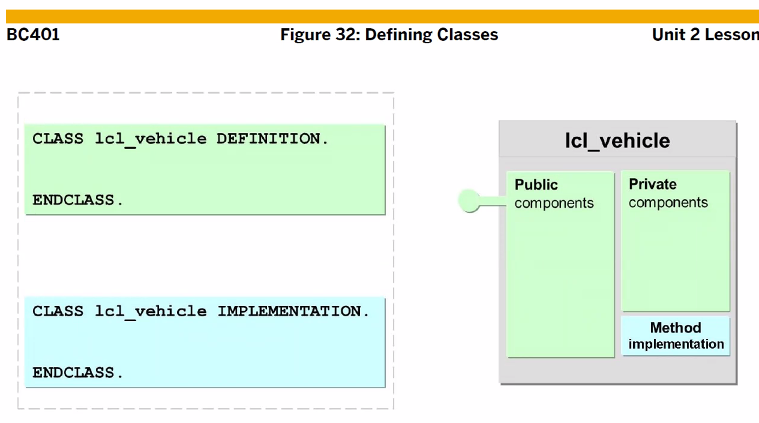 BC401
Figure 32: Defining Classes
Unit 2 Lesson
CLASS lcl_vehicle DEFINITION.
ENDCLASS.
CLASS lcl_vehicle IMPLEMENTATION.
ENDCLASS.
lcl_vehicle
Public
components
Private
components
Method
implementation